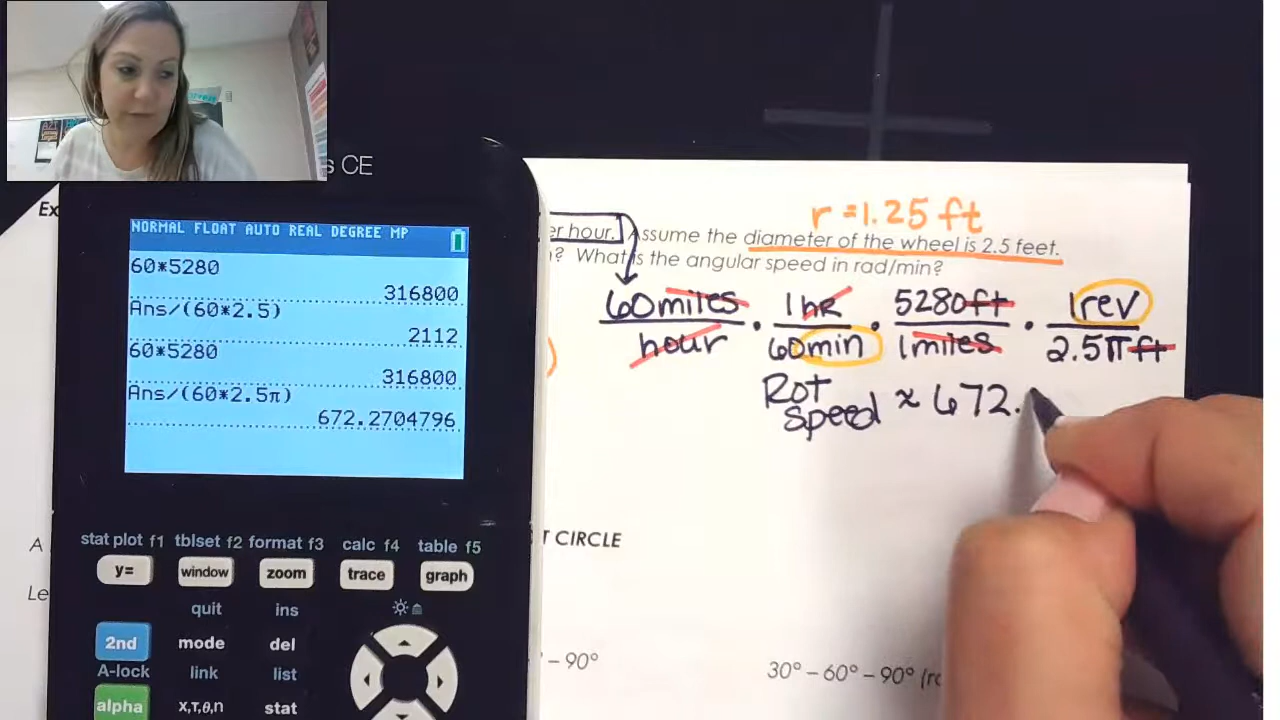 s CE
NORMAL FLOAT AUTO REAL DEGREE MP
60*5280
316800
Ans/(60*2.5)
2112
60*5280
316800
Ans/(60*2.5π)
672.2704796
stat plot f1 tblset f2 format f3 calc f4 table f5
y= window zoom trace graph
quit ins
2nd mode del
A-lock link list
alpha x,τ,θ,n stat
Ex
r = 1.25 ft
er hour. Assume the diameter of the wheel is 2.5 feet.
? What is the angular speed in rad/min?
60miles/hour · 1hr/60min · 5280ft/1miles · 1rev/2.5πft
Rot
Speed ≈ 672.
T CIRCLE
A
Le
° – 90°
30° – 60° – 90° (r